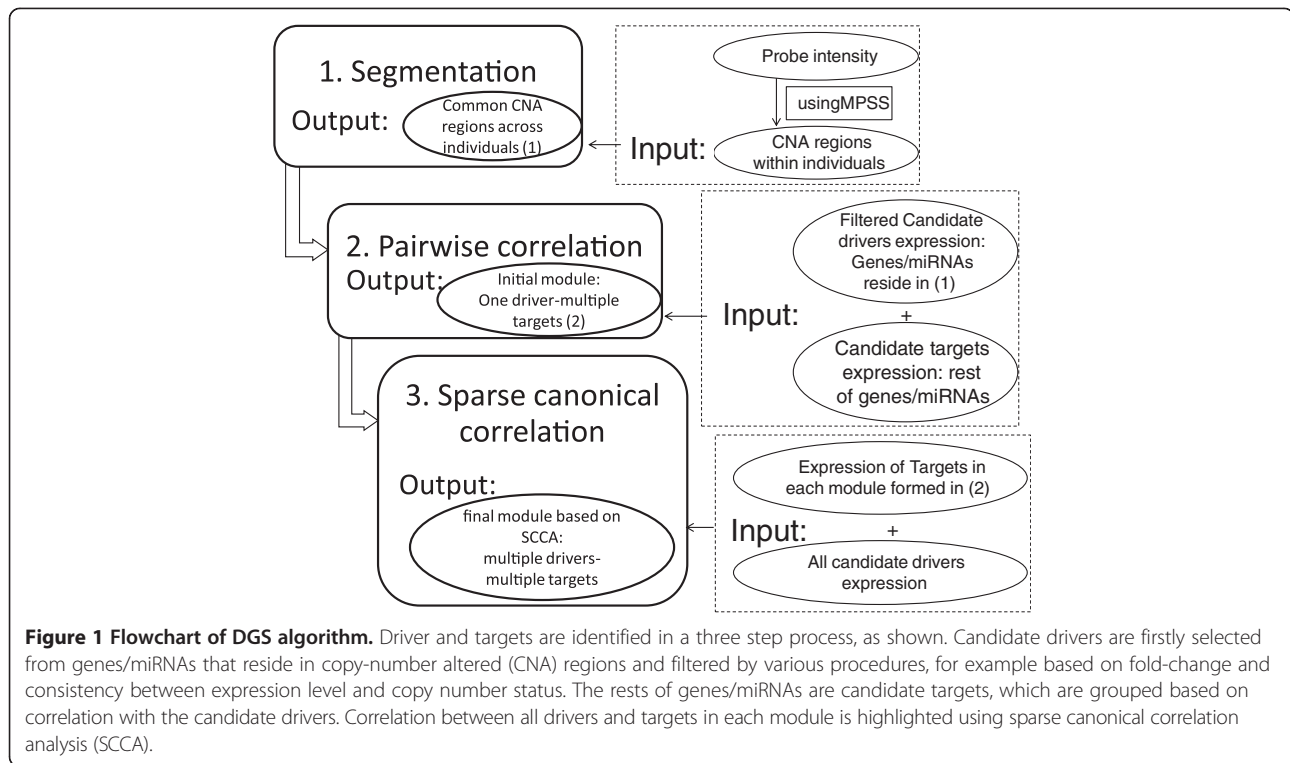 1. Segmentation
Output:
Common CNA
regions across
individuals (1)
Probe intensity
usingMPSS
Input:
CNA regions
within individuals
2. Pairwise correlation
Output:
Initial module:
One driver-multiple
targets (2)
Filtered Candidate
drivers expression:
Genes/miRNAs
reside in (1)
Input:
+
Candidate targets
expression: rest
of genes/miRNAs
3. Sparse canonical
correlation
Output:
final module based on
SCCA:
multiple drivers-
multiple targets
Expression of Targets in
each module formed in (2)
Input:
+
All candidate drivers
expression
Figure 1 Flowchart of DGS algorithm. Driver and targets are identified in a three step process, as shown. Candidate drivers are firstly selected
from genes/miRNAs that reside in copy-number altered (CNA) regions and filtered by various procedures, for example based on fold-change and
consistency between expression level and copy number status. The rests of genes/miRNAs are candidate targets, which are grouped based on
correlation with the candidate drivers. Correlation between all drivers and targets in each module is highlighted using sparse canonical correlation
analysis (SCCA).